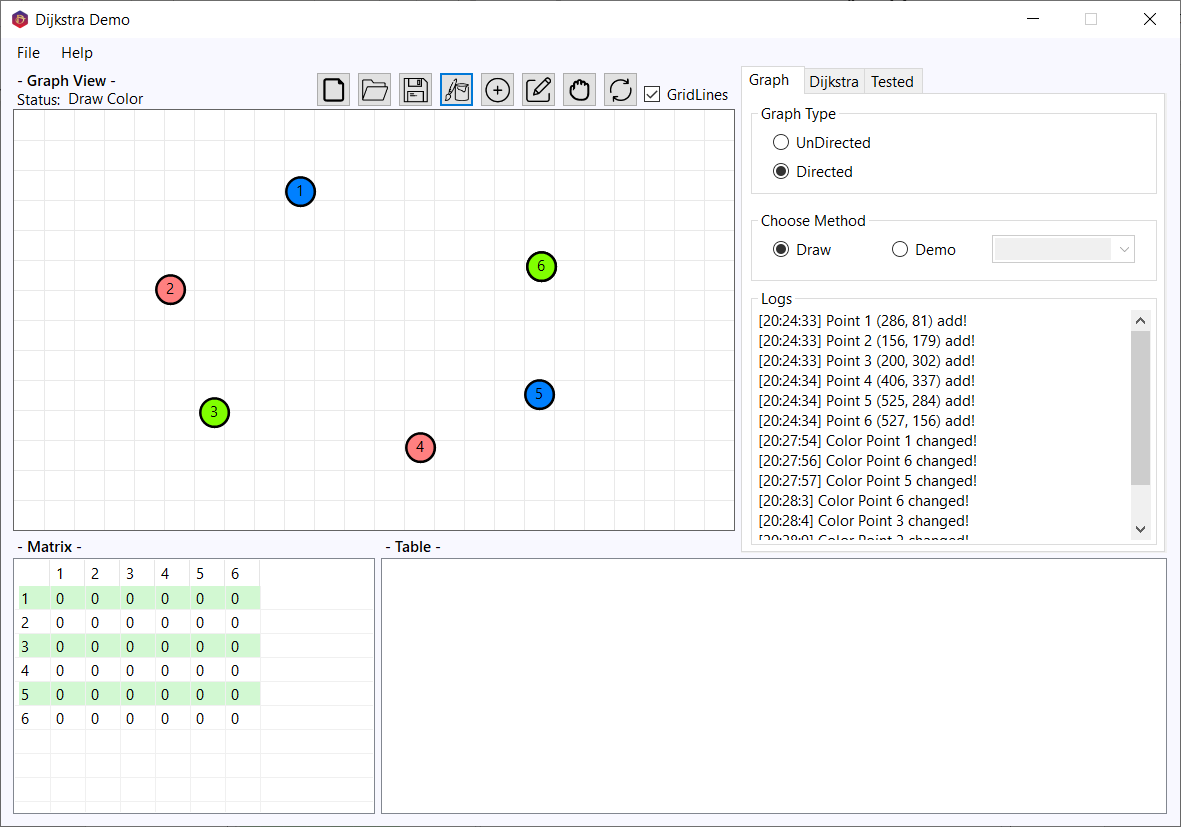 Dijkstra Demo
File Help
- Graph View -
Status: Draw Color
GridLines
1
6
2
5
3
4
Graph Dijkstra Tested
Graph Type
UnDirected
Directed
Choose Method
Draw Demo
Logs
[20:24:33] Point 1 (286, 81) add!
[20:24:33] Point 2 (156, 179) add!
[20:24:33] Point 3 (200, 302) add!
[20:24:34] Point 4 (406, 337) add!
[20:24:34] Point 5 (525, 284) add!
[20:24:34] Point 6 (527, 156) add!
[20:27:54] Color Point 1 changed!
[20:27:56] Color Point 6 changed!
[20:27:57] Color Point 5 changed!
[20:28:3] Color Point 6 changed!
[20:28:4] Color Point 3 changed!
Color Point 2 changed!
- Matrix -
1 2 3 4 5 6
1 0 0 0 0 0 0
2 0 0 0 0 0 0
3 0 0 0 0 0 0
4 0 0 0 0 0 0
5 0 0 0 0 0 0
6 0 0 0 0 0 0
- Table -